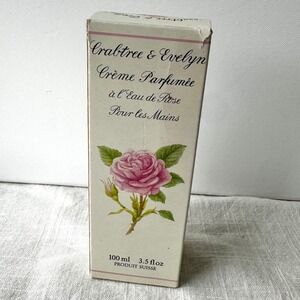 Crabtree & Evelyn
Crème Parfumée
à l'Eau de Rose
Pour les Mains
100 ml 3.5 fl oz
PRODUIT SUISSE